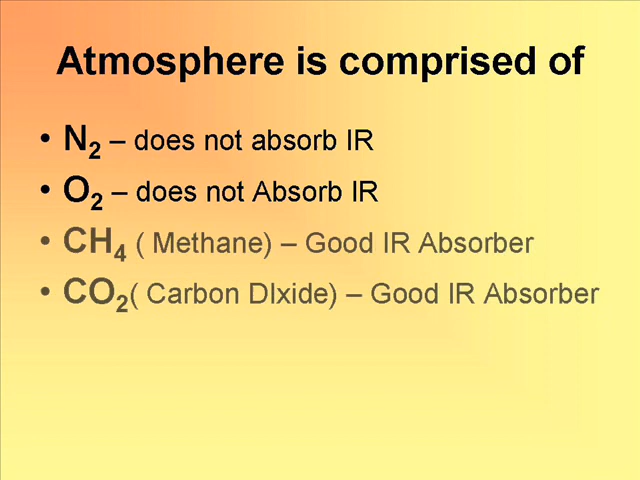 Atmosphere is comprised of
• N₂ – does not absorb IR
• O₂ – does not Absorb IR
• CH₄ ( Methane) – Good IR Absorber
• CO₂( Carbon DIxide) – Good IR Absorber